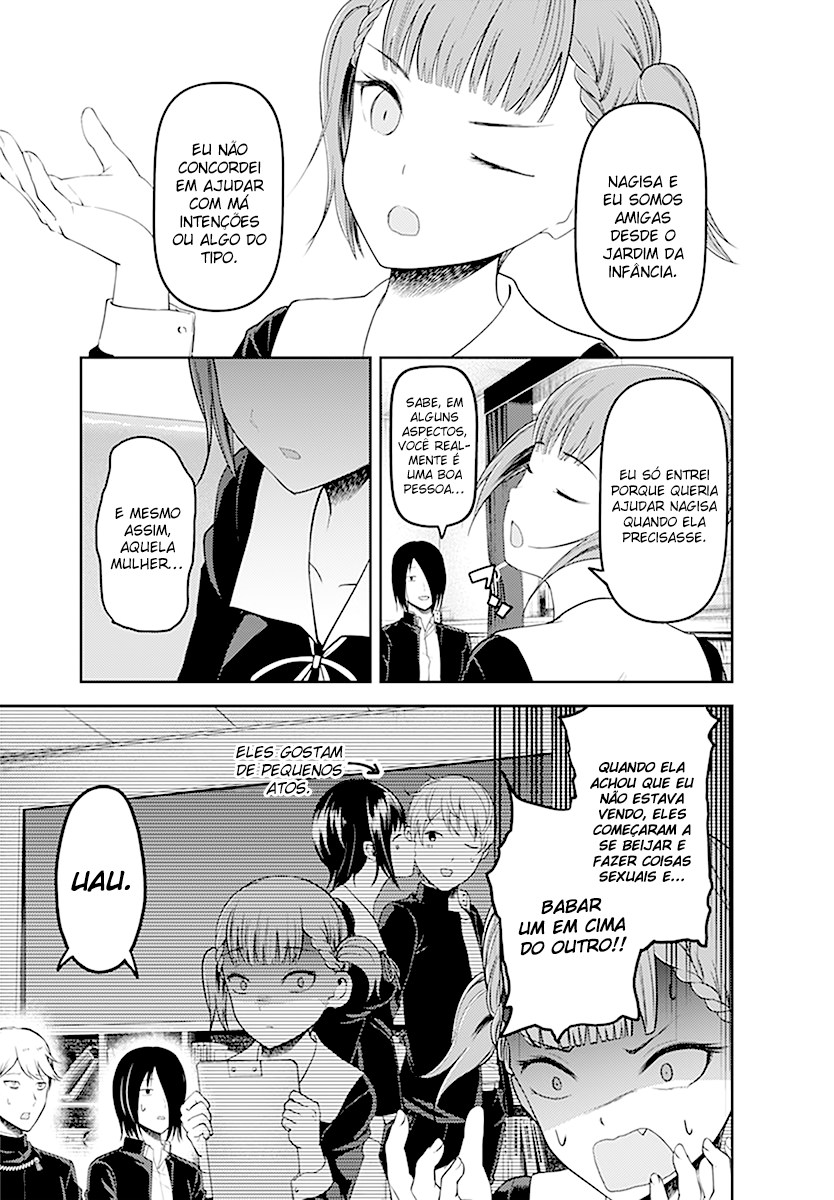 NAGISA E
EU SOMOS
AMIGAS
DESDE O
JARDIM DA
INFÂNCIA.
EU NÃO
CONCORDEI
EM AJUDAR
COM MÁ
INTENÇÕES
OU ALGO DO
TIPO.
EU SÓ ENTREI
PORQUE QUERIA
AJUDAR NAGISA
QUANDO ELA
PRECISASSE.
SABE, EM
ALGUNS
ASPECTOS,
VOCÊ REAL-
MENTE É
UMA BOA
PESSOA...
E MESMO
ASSIM,
AQUELA
MULHER...
QUANDO ELA
ACHOU QUE EU
NÃO ESTAVA
VENDO, ELES
COMEÇARAM A
SE BEIJAR E
FAZER COISAS
SEXUAIS E...
BABAR
UM EM CIMA
DO OUTRO!!
ELES GOSTAM
DE PEQUENOS
ATOS.
UAU.